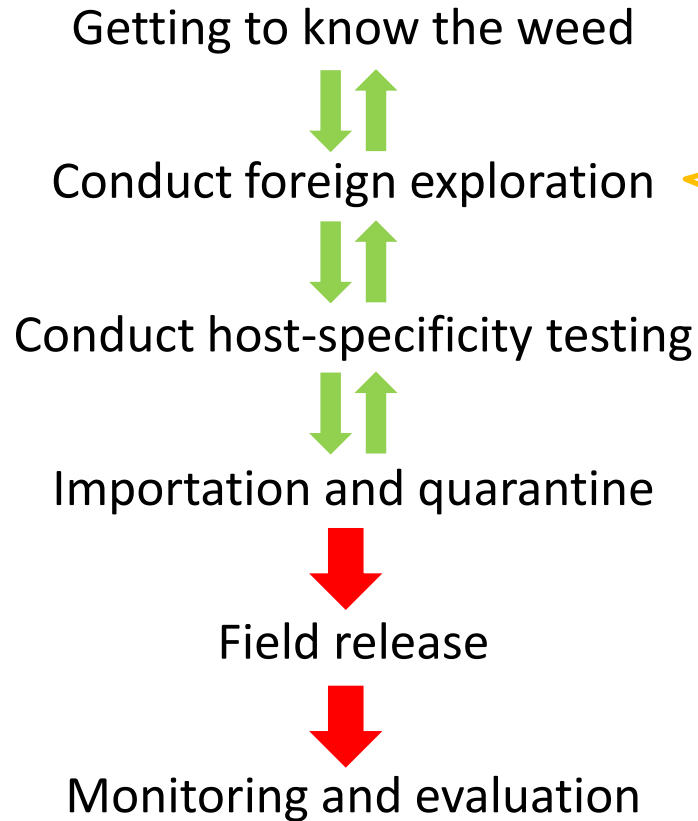 Getting to know the weed
Conduct foreign exploration
Conduct host-specificity testing
Importation and quarantine
Field release
Monitoring and evaluation